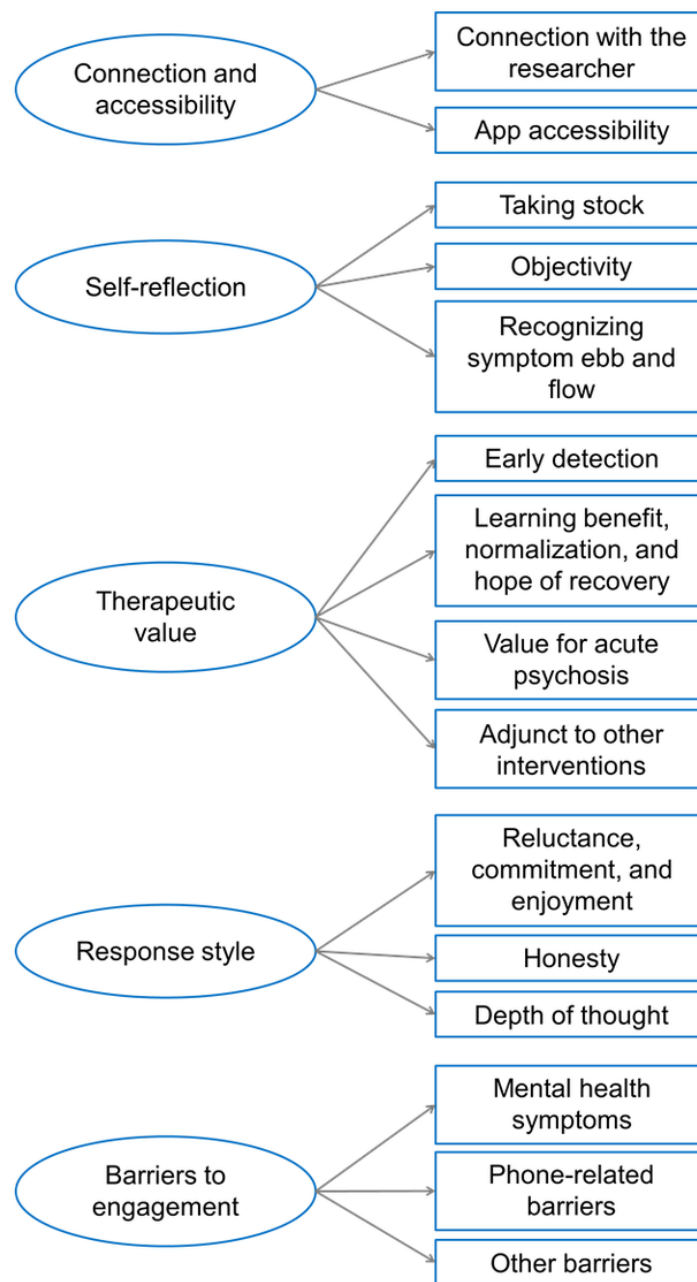 Connection and
accessibility
Connection with the
researcher
App accessibility
Self-reflection
Taking stock
Objectivity
Recognizing
symptom ebb and
flow
Therapeutic
value
Early detection
Learning benefit,
normalization, and
hope of recovery
Value for acute
psychosis
Adjunct to other
interventions
Response style
Reluctance,
commitment, and
enjoyment
Honesty
Depth of thought
Barriers to
engagement
Mental health
symptoms
Phone-related
barriers
Other barriers